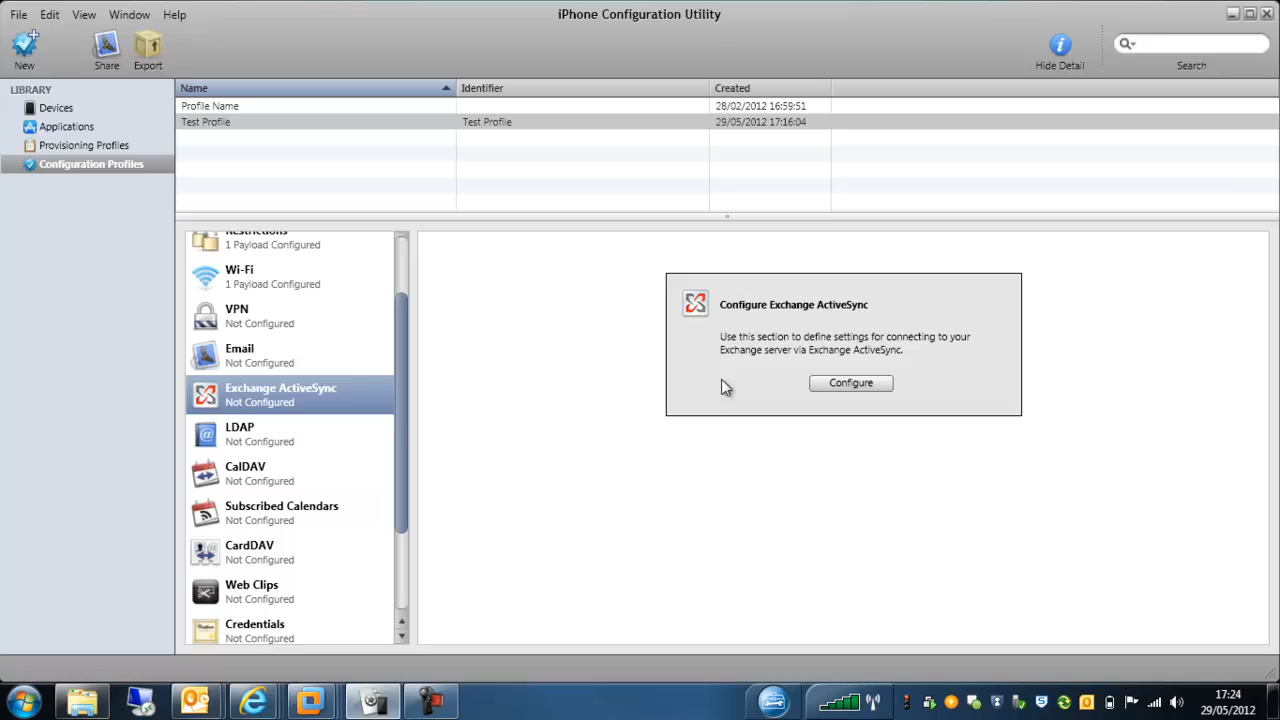 iPhone Configuration Utility
File Edit View Window Help
New Share Export Hide Detail Search
LIBRARY
Devices
Applications
Provisioning Profiles
Configuration Profiles
Name Identifier Created
Profile Name 28/02/2012 16:59:51
Test Profile Test Profile 29/05/2012 17:16:04
Restrictions
1 Payload Configured
Wi-Fi
1 Payload Configured
VPN
Not Configured
Email
Not Configured
Exchange ActiveSync
Not Configured
LDAP
Not Configured
CalDAV
Not Configured
Subscribed Calendars
Not Configured
CardDAV
Not Configured
Web Clips
Not Configured
Credentials
Not Configured
Configure Exchange ActiveSync
Use this section to define settings for connecting to your
Exchange server via Exchange ActiveSync.
Configure
17:24
29/05/2012